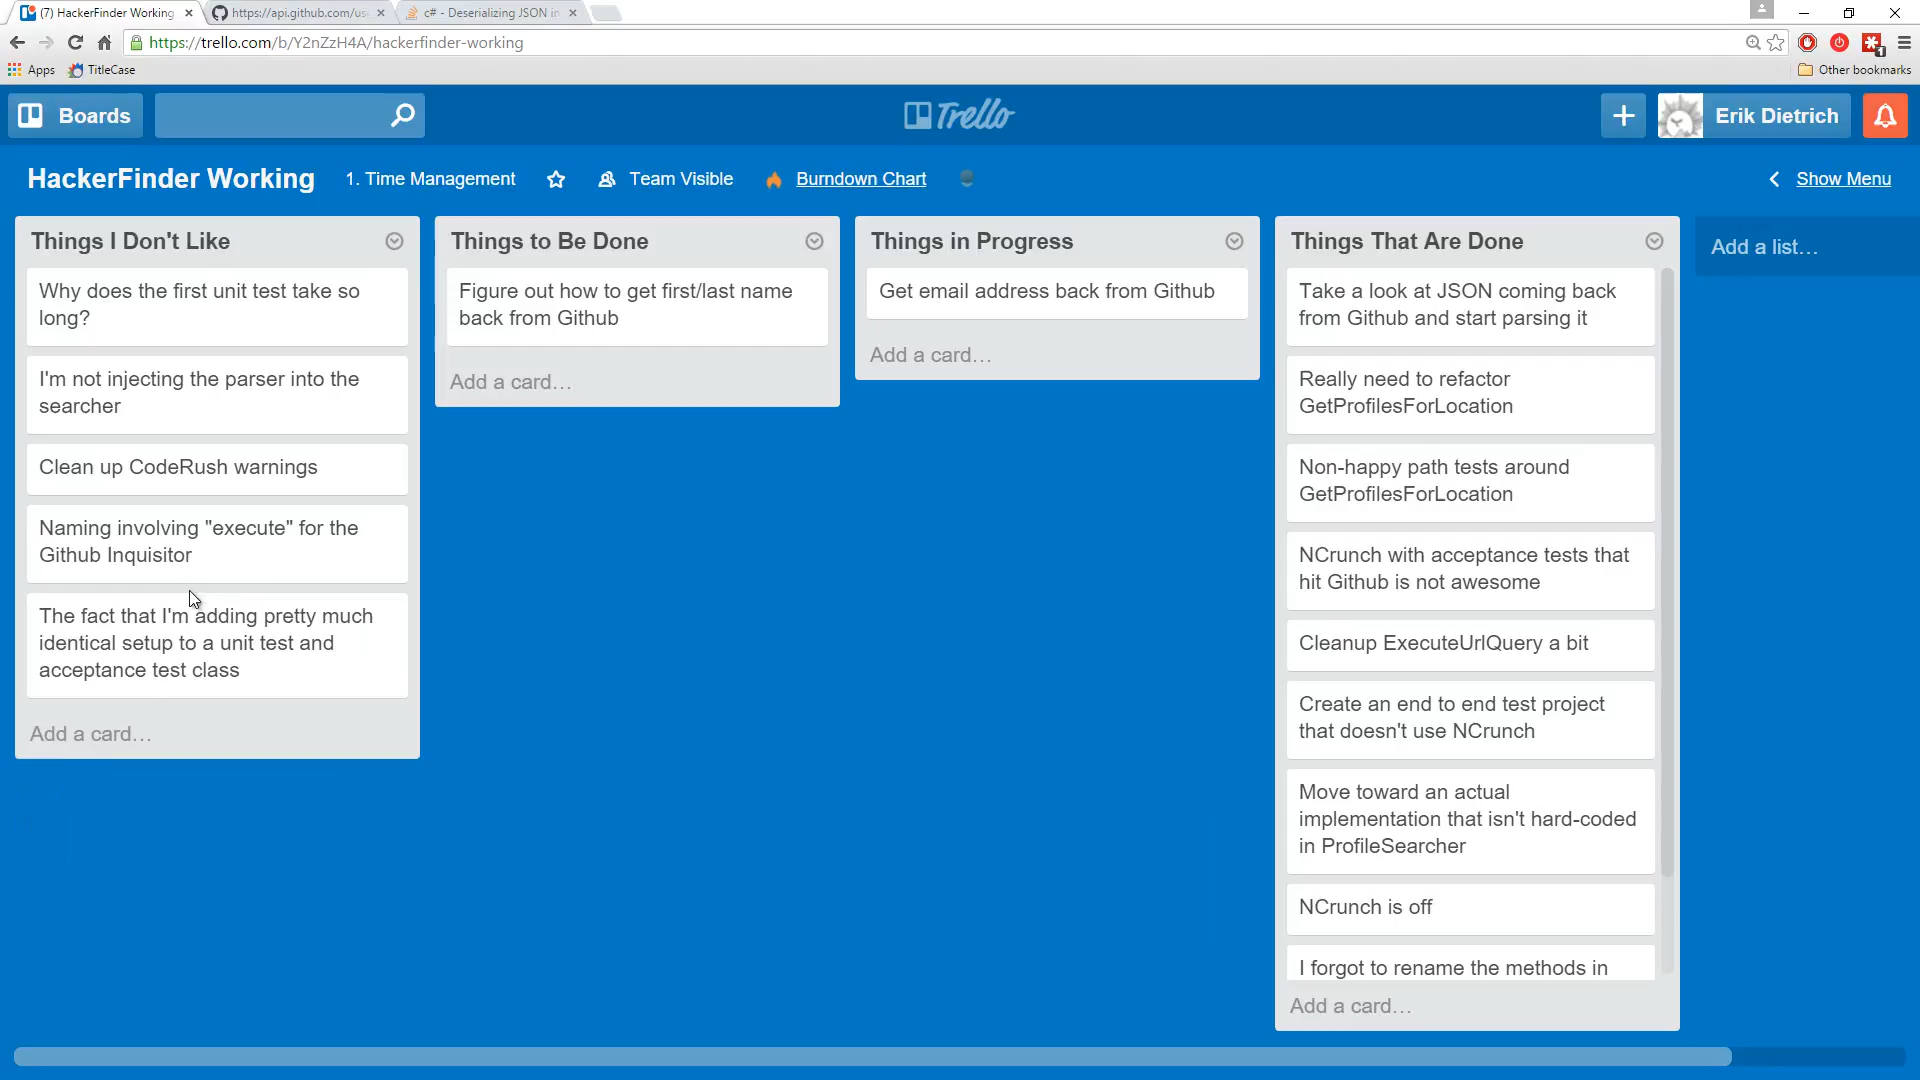 (7) HackerFinder Working
https://api.github.com/us
c# - Deserializing JSON in
https://trello.com/b/Y2nZzH4A/hackerfinder-working
1
Apps
TitleCase
Other bookmarks
Boards
Trello
Erik Dietrich
HackerFinder Working
1. Time Management
Team Visible
Burndown Chart
Show Menu
Things I Don't Like
Why does the first unit test take so
long?
I'm not injecting the parser into the
searcher
Clean up CodeRush warnings
Naming involving "execute" for the
Github Inquisitor
The fact that I'm adding pretty much
identical setup to a unit test and
acceptance test class
Add a card…
Things to Be Done
Figure out how to get first/last name
back from Github
Add a card…
Things in Progress
Get email address back from Github
Add a card…
Things That Are Done
Take a look at JSON coming back
from Github and start parsing it
Really need to refactor
GetProfilesForLocation
Non-happy path tests around
GetProfilesForLocation
NCrunch with acceptance tests that
hit Github is not awesome
Cleanup ExecuteUrlQuery a bit
Create an end to end test project
that doesn't use NCrunch
Move toward an actual
implementation that isn't hard-coded
in ProfileSearcher
NCrunch is off
I forgot to rename the methods in
Add a card…
Add a list…